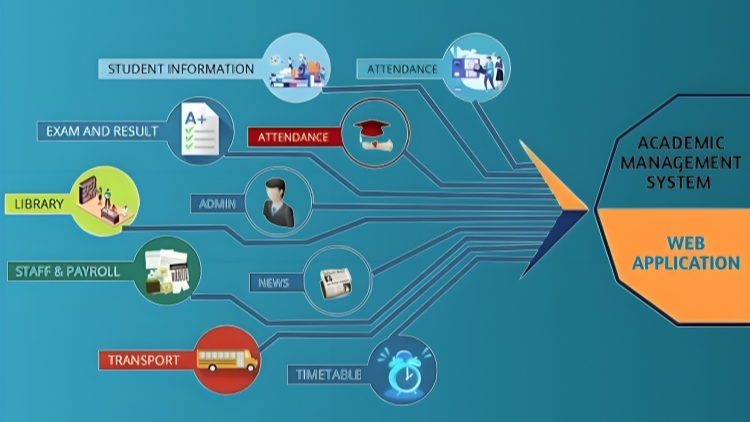 STUDENT INFORMATION
ATTENDANCE
EXAM AND RESULT
A+
ATTENDANCE
LIBRARY
ADMIN
STAFF & PAYROLL
NEWS
TRANSPORT
TIMETABLE
ACADEMIC
MANAGEMENT
SYSTEM
WEB
APPLICATION